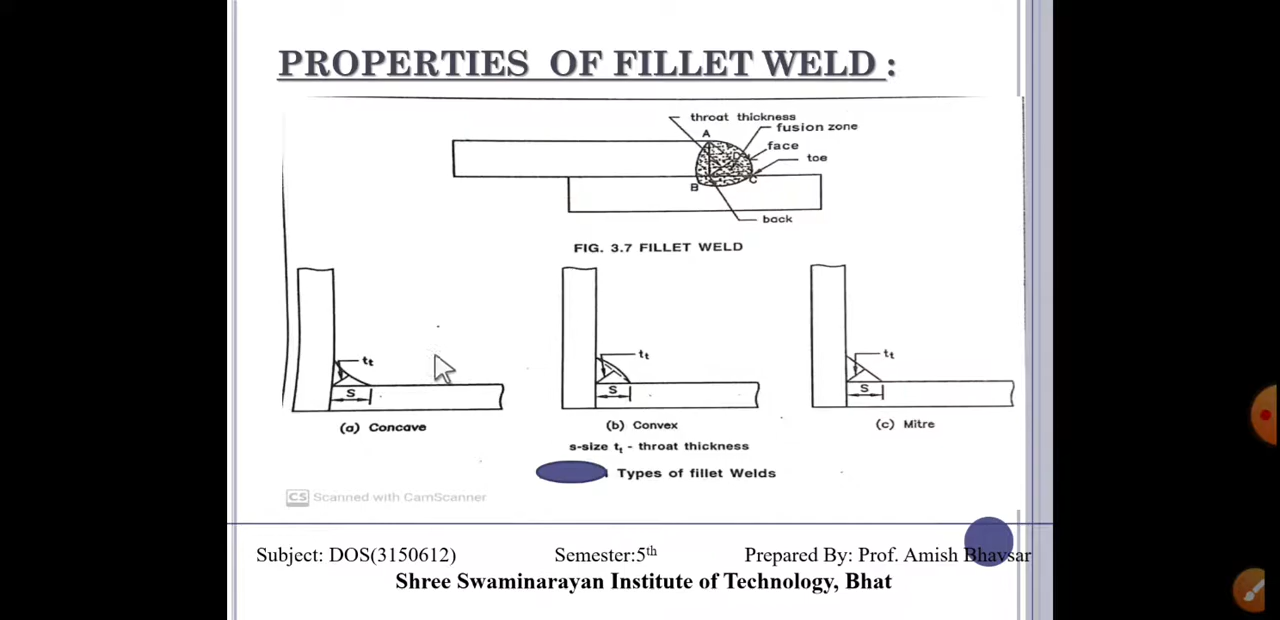 PROPERTIES OF FILLET WELD :
throat thickness
A
fusion zone
face
D
toe
B
C
back
FIG. 3.7 FILLET WELD
tt
tt
tt
S
S
S
(a) Concave
(b) Convex
(c) Mitre
s-size tt - throat thickness
Types of fillet Welds
CS Scanned with CamScanner
Subject: DOS(3150612)
Semester:5th
Prepared By: Prof. Amish Bhavsar
Shree Swaminarayan Institute of Technology, Bhat